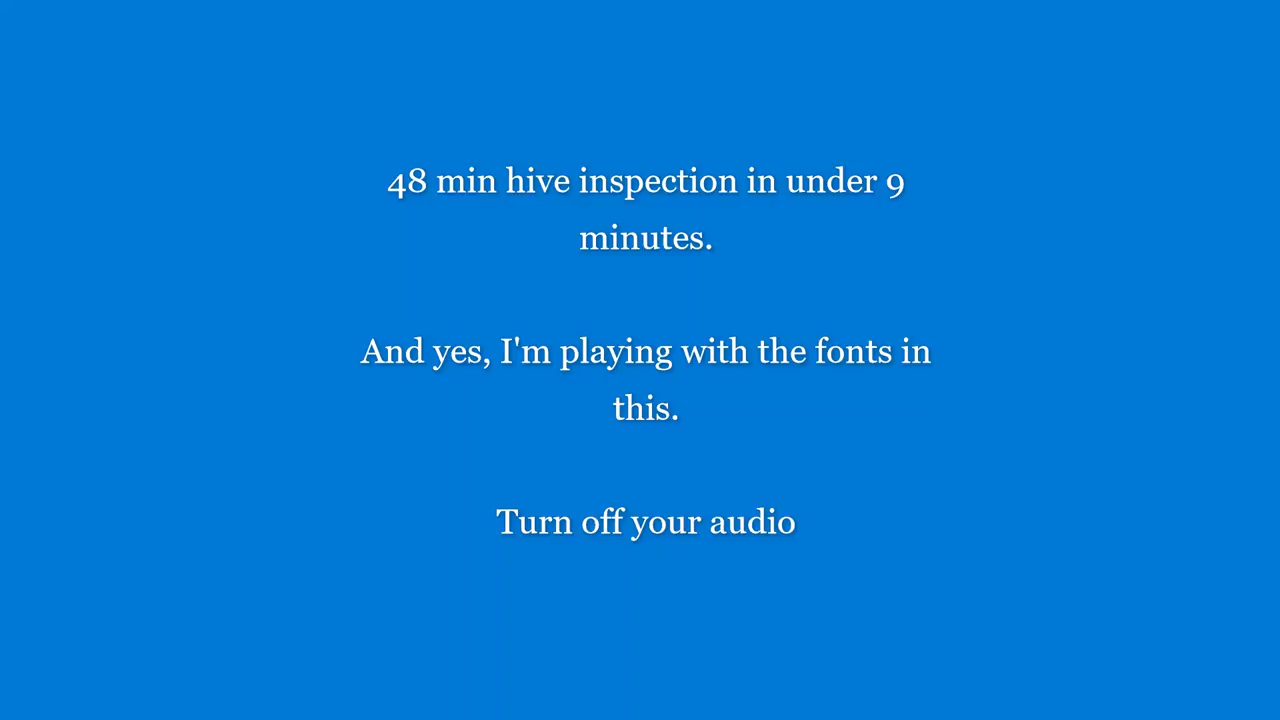 48 min hive inspection in under 9
minutes.
And yes, I'm playing with the fonts in
this.
Turn off your audio